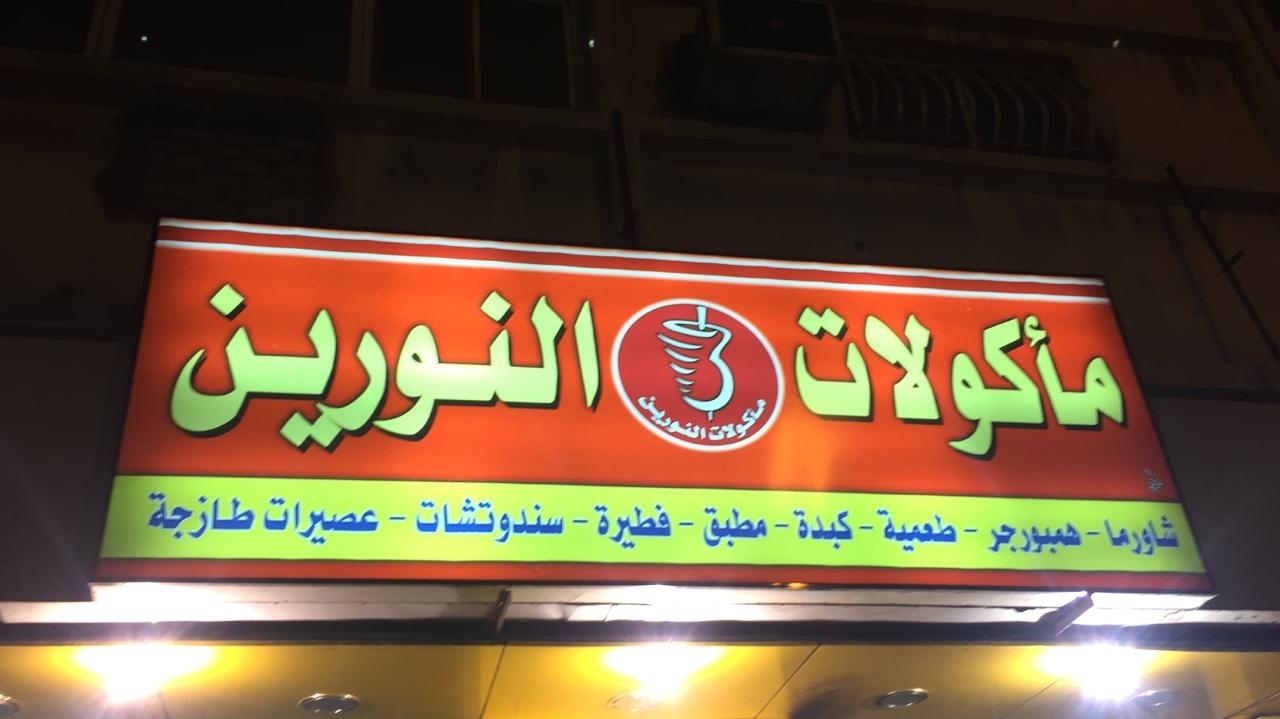 مأكولات النورين
مأكولات النورين
شاورما - همبورجر - طعمية - كبدة - مطبق - فطيرة - سندوتشات - عصيرات طازجة